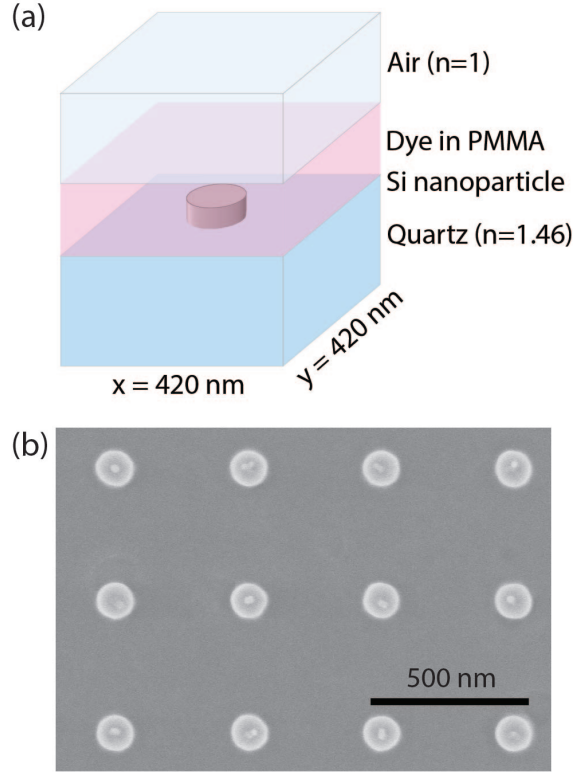 (a)
Air (n=1)
Dye in PMMA
Si nanoparticle
Quartz (n=1.46)
x = 420 nm
y = 420 nm
(b)
500 nm